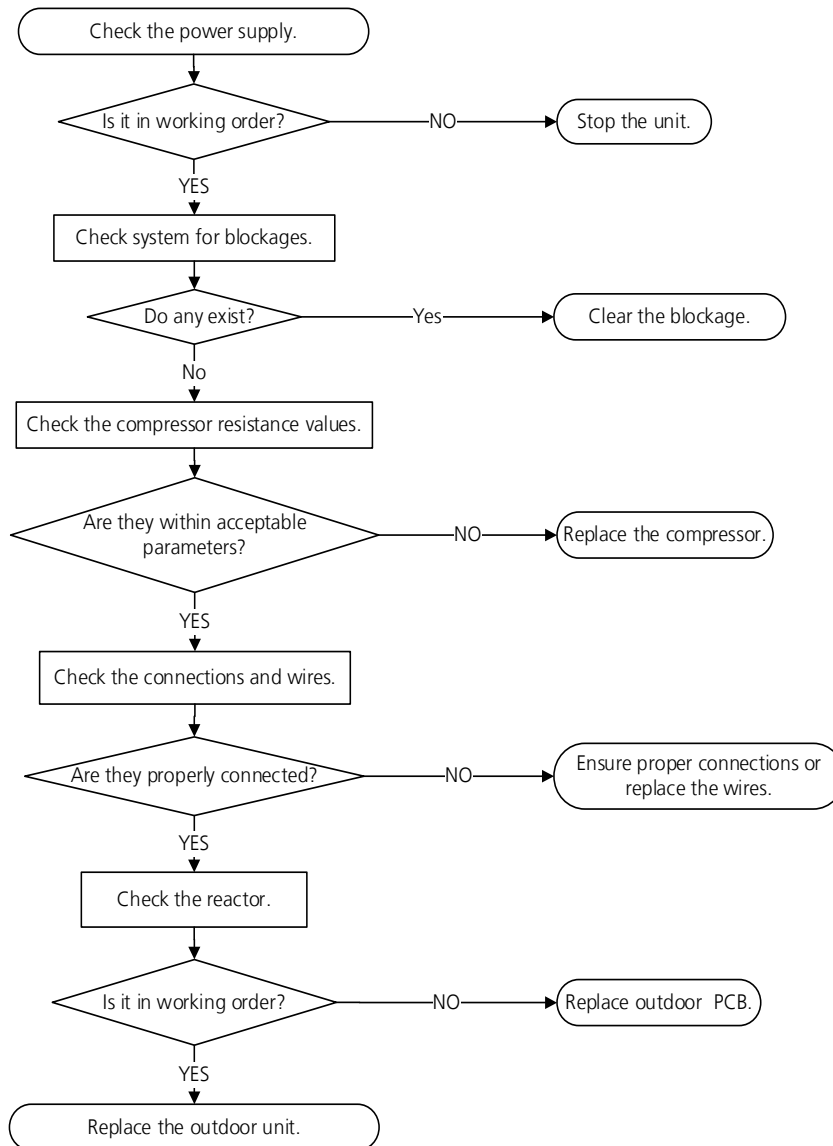 Check the power supply.
Is it in working order?
NO
Stop the unit.
YES
Check system for blockages.
Do any exist?
Yes
Clear the blockage.
No
Check the compressor resistance values.
Are they within acceptable
parameters?
NO
Replace the compressor.
YES
Check the connections and wires.
Are they properly connected?
NO
Ensure proper connections or
replace the wires.
YES
Check the reactor.
Is it in working order?
NO
Replace outdoor PCB.
YES
Replace the outdoor unit.